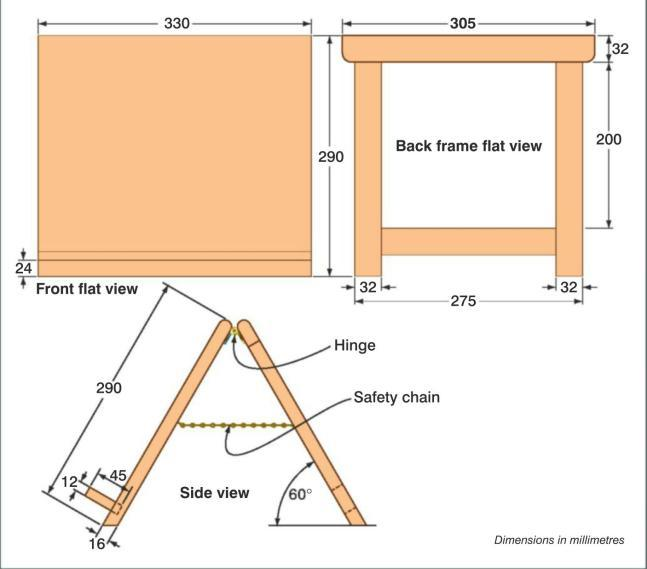 330
305
32
290
Back frame flat view
200
24
Front flat view
32
32
275
Hinge
290
Safety chain
12
45
Side view
60°
16
Dimensions in millimetres